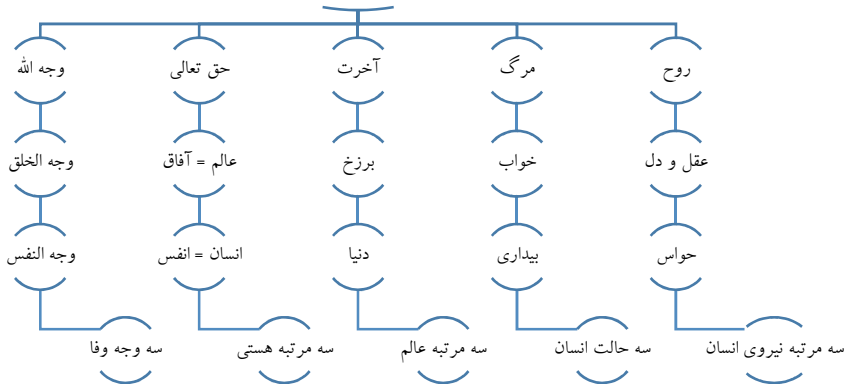 روح
مرگ
آخرت
حق تعالی
وجه الله
عقل و دل
خواب
برزخ
عالم = آفاق
وجه الخلق
حواس
بیداری
دنیا
انسان = انفس
وجه النفس
سه مرتبه نیروی انسان
سه حالت انسان
سه مرتبه عالم
سه مرتبه هستی
سه وجه وفا